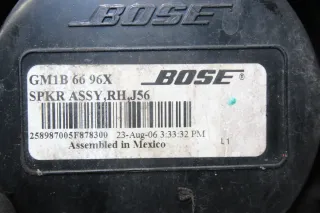 BOSE
GM1B 66 96X BOSE
SPKR ASSY,RH,J56
258987005F878300 23-Aug-06 3:33:32 PM
Assembled in Mexico L1